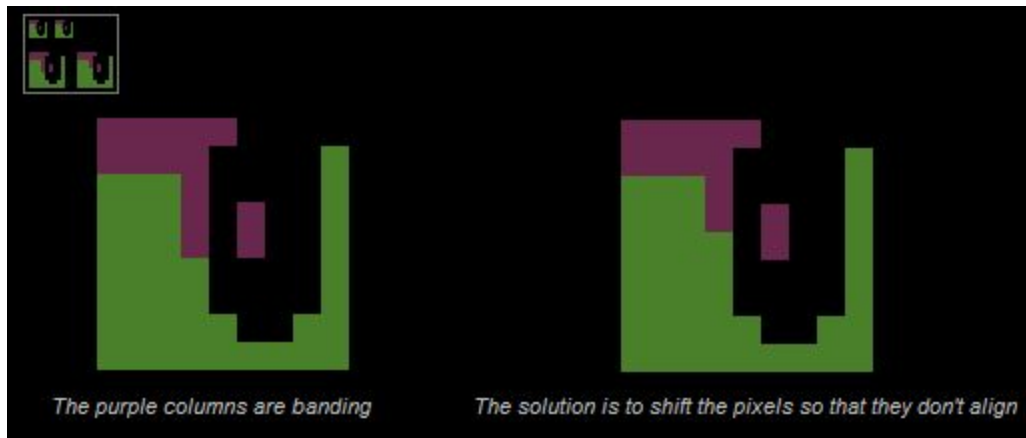 The purple columns are banding
The solution is to shift the pixels so that they don't align